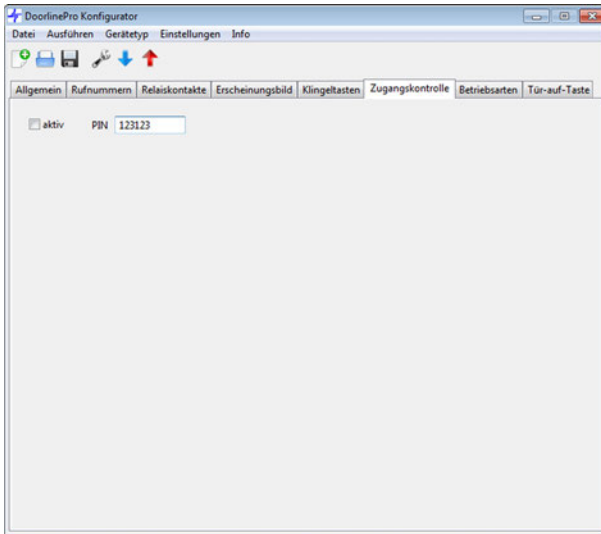 DoorlinePro Konfigurator
Datei Ausführen Gerätetyp Einstellungen Info
Allgemein Rufnummern Relaiskontakte Erscheinungsbild Klingeltasten Zugangskontrolle Betriebsarten Tür-auf-Taste
aktiv PIN 123123